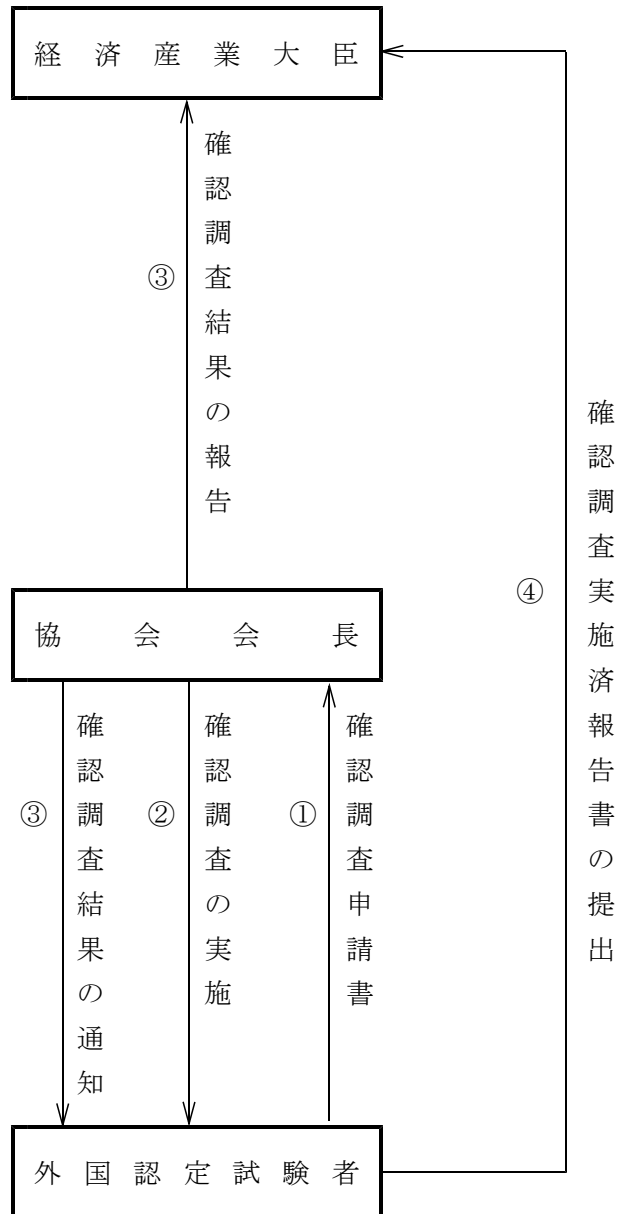 経済産業大臣
③
確認調査結果の報告
④
確認調査実施済報告書の提出
協会会長
③
確認調査結果の通知
②
確認調査の実施
①
確認調査申請書
外国認定試験者